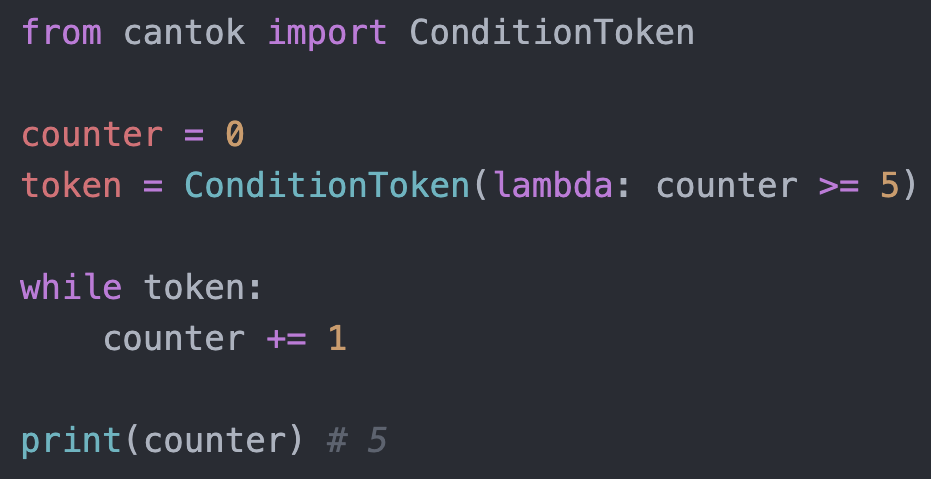 from cantok import ConditionToken
counter = 0
token = ConditionToken(lambda: counter >= 5)
while token:
    counter += 1
print(counter) # 5